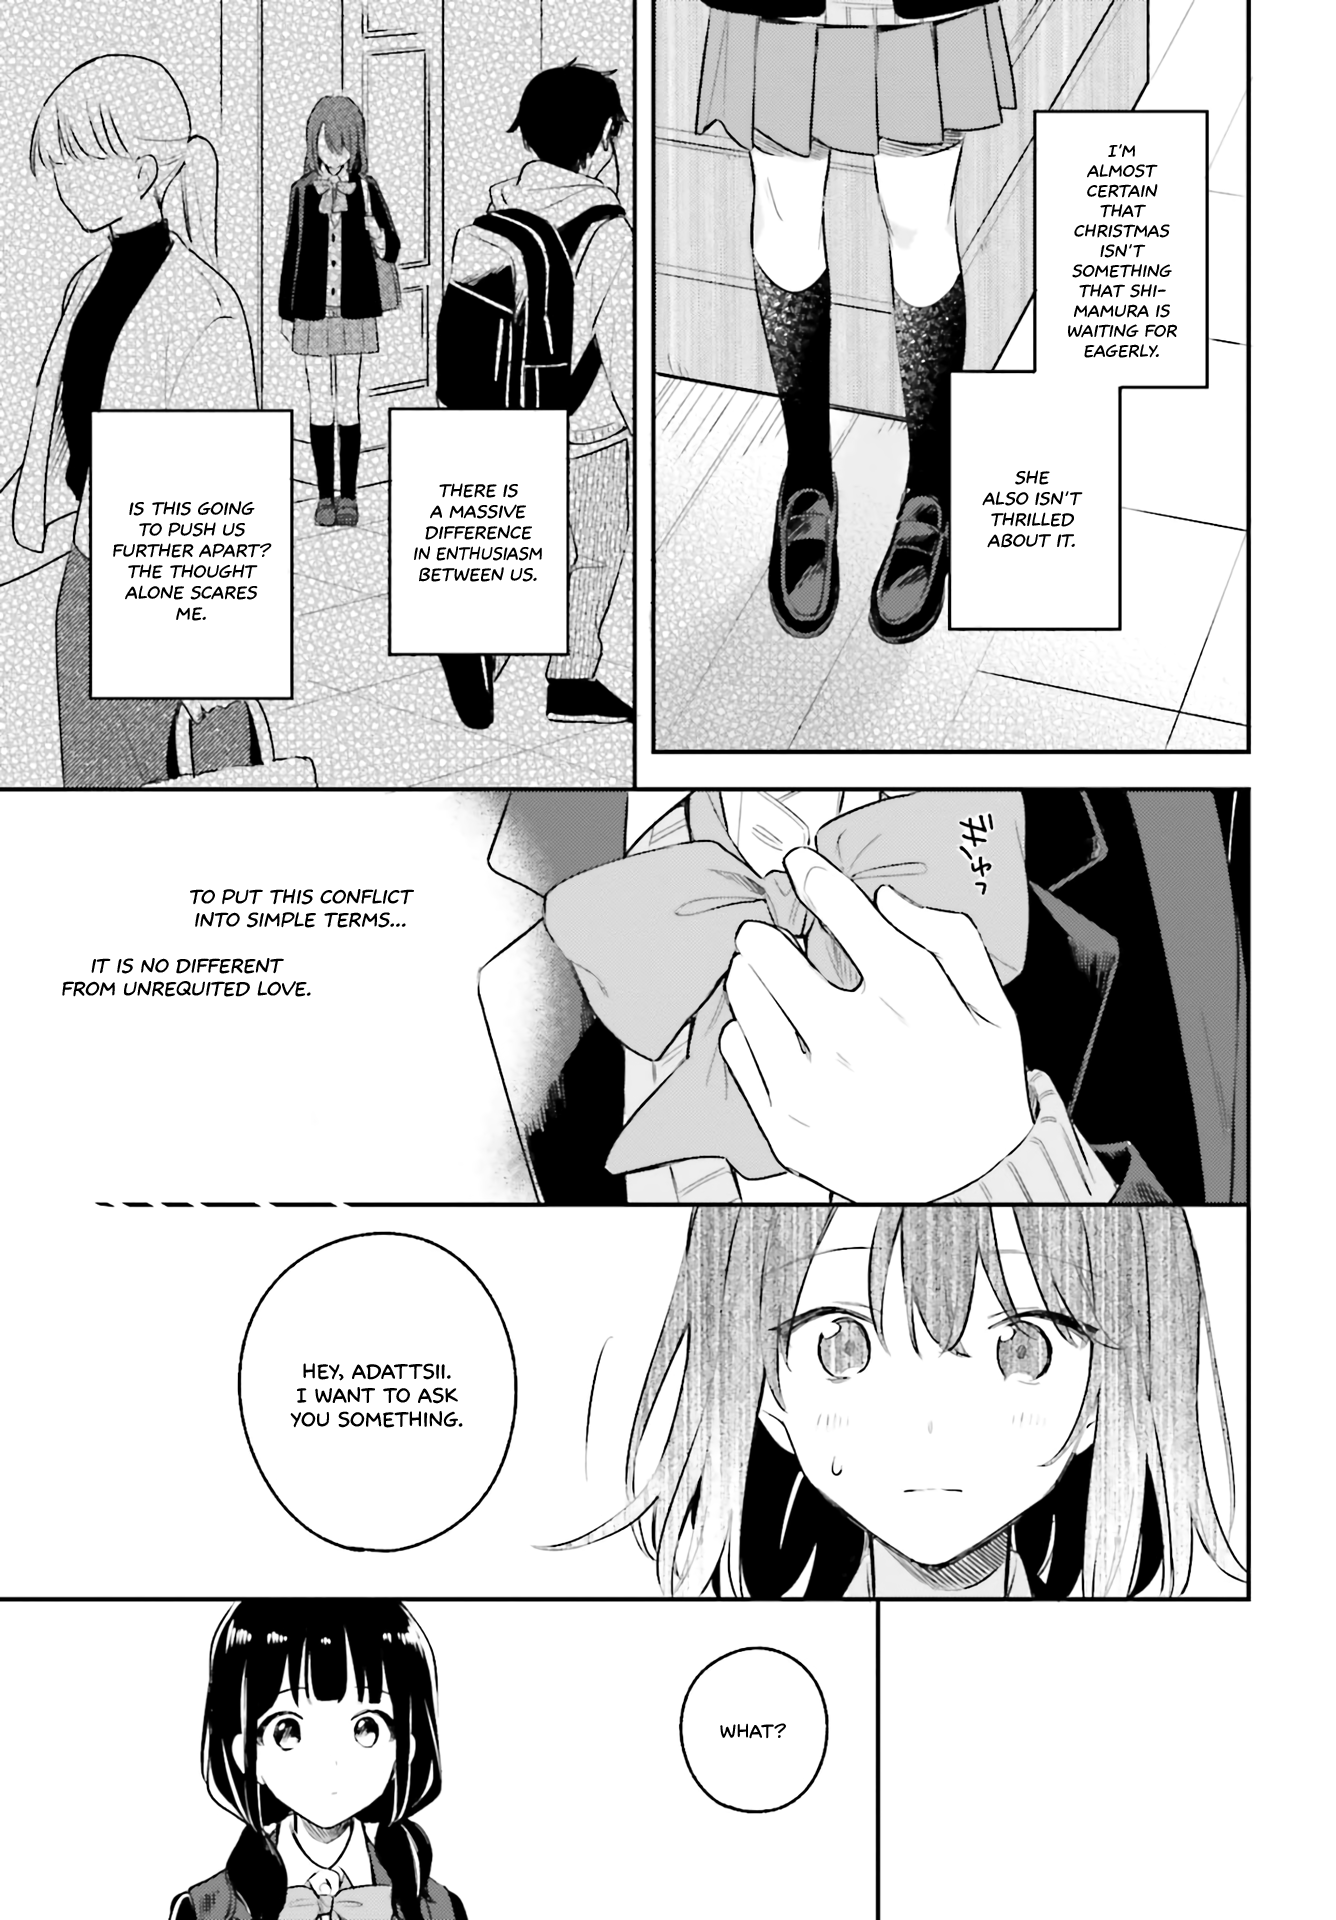 I'M
ALMOST
CERTAIN
THAT
CHRISTMAS
ISN'T
SOMETHING
THAT SHI-
MAMURA IS
WAITING FOR
EAGERLY.
SHE
ALSO ISN'T
THRILLED
ABOUT IT.
THERE IS
A MASSIVE
DIFFERENCE
IN ENTHUSIASM
BETWEEN US.
IS THIS GOING
TO PUSH US
FURTHER APART?
THE THOUGHT
ALONE SCARES
ME.
TO PUT THIS CONFLICT
INTO SIMPLE TERMS...
IT IS NO DIFFERENT
FROM UNREQUITED LOVE.
HEY, ADATTSII.
I WANT TO ASK
YOU SOMETHING.
WHAT?